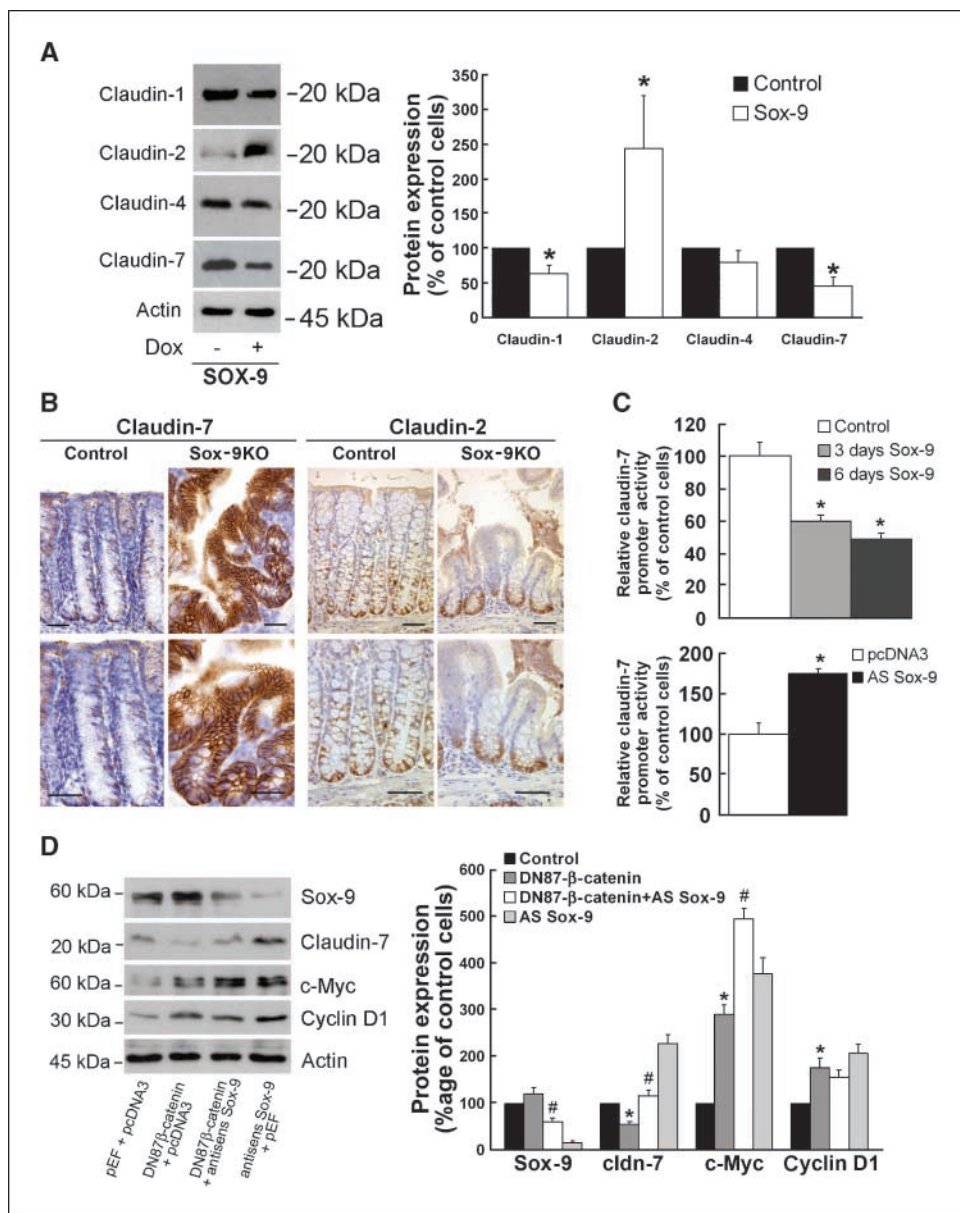 A
Claudin-1
Claudin-2
Claudin-4
Claudin-7
Actin
–20 kDa
–20 kDa
–20 kDa
–20 kDa
–45 kDa
Dox - +
SOX-9
Protein expression
(% of control cells)
350
300
250
200
150
100
50
0
*
*
*
Control
Sox-9
Claudin-1 Claudin-2 Claudin-4 Claudin-7
B
Claudin-7 Claudin-2
Control Sox-9KO Control Sox-9KO
C
Control
3 days Sox-9
6 days Sox-9
Relative claudin-7
promoter activity
(% of control cells)
120
100
80
60
40
20
0
*
*
pcDNA3
AS Sox-9
Relative claudin-7
promoter activity
(% of control cells)
200
150
100
50
0
*
D
60 kDa – Sox-9
20 kDa – Claudin-7
60 kDa – c-Myc
30 kDa – Cyclin D1
45 kDa – Actin
pEF + pcDNA3
DN87β-catenin
+ pcDNA3
DN87β-catenin
+ antisens Sox-9
antisens Sox-9
+ pEF
Control
DN87-β-catenin
DN87-β-catenin+AS Sox-9
AS Sox-9
Protein expression
(%age of control cells)
600
500
400
300
200
100
0
#
*
#
*
#
*
Sox-9 cldn-7 c-Myc Cyclin D1